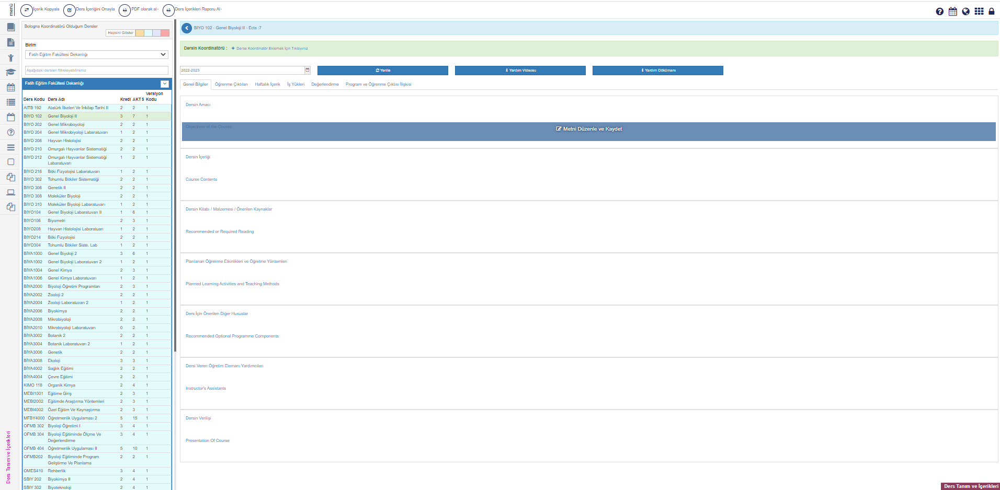 menü
İçerik Kopyala
Ders İçeriğini Onayla
PDF olarak al-
Ders İçerikleri Raporu Al-
Bologna Koordinatörü Olduğum Dersler
Hepsini Göster
Birim
Fatih Eğitim Fakültesi Dekanlığı
Aşağıdaki dersleri filtreleyebilirsiniz
Fatih Eğitim Fakültesi Dekanlığı
Ders Kodu Ders Adı Kredi AKTS Versiyon Kodu
AITB 192 Atatürk İlkeleri Ve İnkilap Tarihi II 2 2 1
BIYO 102 Genel Biyoloji II 3 7 1
BIYO 202 Genel Mikroboyoloji 2 2 1
BIYO 204 Genel Mikrobiyoloji Labaratuvarı 1 2 1
BIYO 206 Hayvan Histolojisi 2 2 1
BIYO 210 Omurgalı Hayvanlar Sistematiği 2 2 1
BIYO 212 Omurgalı Hayvanlar Sistematiği 1 2 1
Labaratuvarı
BIYO 216 Bitki Fizyolojisi Labaratuvarı 1 2 1
BIYO 302 Tohumlu Bitkiler Sistematiği 2 2 1
BIYO 306 Genetik II 2 2 1
BIYO 308 Moleküler Biyoloji 2 2 1
BIYO 310 Moleküler Biyoloji Labaratuvarı 1 2 1
BIYO104 Genel Biyoloji Labaratuvarı II 1 6 1
BIYO106 Biyometri 2 3 1
BIYO208 Hayvan Histolojisi Laboratuarı 1 2 1
BIYO214 Bitki Fizyolojisi 2 2 1
BIYO304 Tohumlu Bitkiler Siste. Lab 1 2 1
BİYA1000 Genel Biyoloji 2 3 6 1
BİYA1002 Genel Biyoloji Laboratuvarı 2 1 2 1
BİYA1004 Genel Kimya 2 3 1
BİYA1006 Genel Kimya Laboratuvarı 1 2 1
BİYA2000 Biyoloji Öğretim Programları 2 3 1
BİYA2002 Zooloji 2 2 2 1
BİYA2004 Zooloji Laboratuvarı 2 1 2 1
BİYA2006 Biyokimya 2 2 1
BİYA2008 Mikrobiyoloji 2 2 1
BİYA2010 Mikrobiyoloji Laboratuvarı 0 2 1
BİYA3002 Botanik 2 2 2 1
BİYA3004 Botanik Laboratuvarı 2 1 2 1
BİYA3006 Genetik 2 2 1
BİYA3008 Ekoloji 3 3 1
BİYA4002 Sağlık Eğitimi 2 2 1
BİYA4004 Çevre Eğitimi 2 2 1
KIMO 118 Organik Kimya 2 4 1
MEBI1001 Eğitime Giriş 2 3 1
MEBI2002 Eğitimde Araştırma Yöntemleri 2 3 1
MEBI4002 Özel Eğitim Ve Kaynaştırma 2 3 1
MFBY4000 Öğretmenlik Uygulaması 2 5 15 1
OFMB 302 Biyoloji Öğretimi I 3 4 1
OFMB 304 Biyoloji Eğitiminde Ölçme Ve 3 4 1
Değerlendirme
OFMB 404 Öğretmenlik Uygulaması II 5 10 1
OFMB202 Biyoloji Eğitiminde Program 2 2 1
Geliştirme Ve Planlama
OMES410 Rehberlik 3 4 1
SBIY 202 Biyokimya II 2 4 1
SBIY 302 Biyoteknoloji 2 4 1
Ders Tanım ve İçerikleri
BIYO 102 - Genel Biyoloji II - Ects :7
Dersin Koordinatörü : Derse Koordinatör Eklemek İçin Tıklayınız
2022-2023
Yenile
Yardım Videosu
Yardım Dökümanı
Genel Bilgiler Öğrenme Çıktıları Haftalık İçerik İş Yükleri Değerlendirme Program ve Öğrenme Çıktısı İlişkisi
Dersin Amacı
Objectives of the Course
Metni Düzenle ve Kaydet
Dersin İçeriği
Course Contents
Dersin Kitabı / Malzemesi / Önerilen Kaynaklar
Recommended or Required Reading
Planlanan Öğrenme Etkinlikleri ve Öğretme Yöntemleri
Planned Learning Activities and Teaching Methods
Ders İçin Önerilen Diğer Hususlar
Recommended Optional Programme Components
Dersi Veren Öğretim Elemanı Yardımcıları
Instructor's Assistants
Dersin Verilişi
Presentation Of Course
Ders Tanım ve İçerikleri